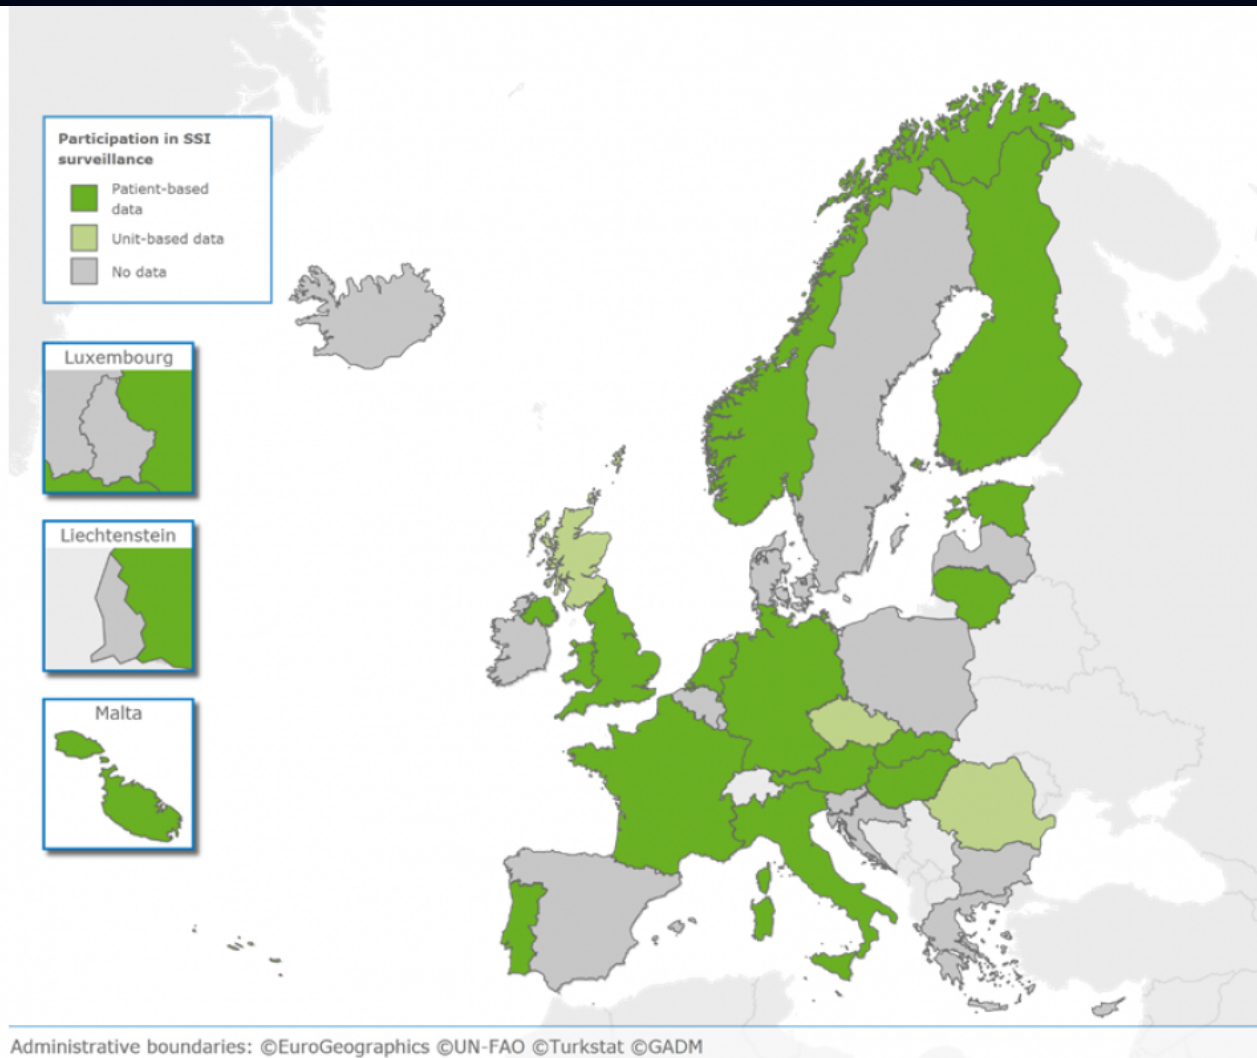 Participation in SSI
surveillance
Patient-based
data
Unit-based data
No data
Luxembourg
Liechtenstein
Malta
Administrative boundaries: ©EuroGeographics ©UN-FAO ©Turkstat ©GADM